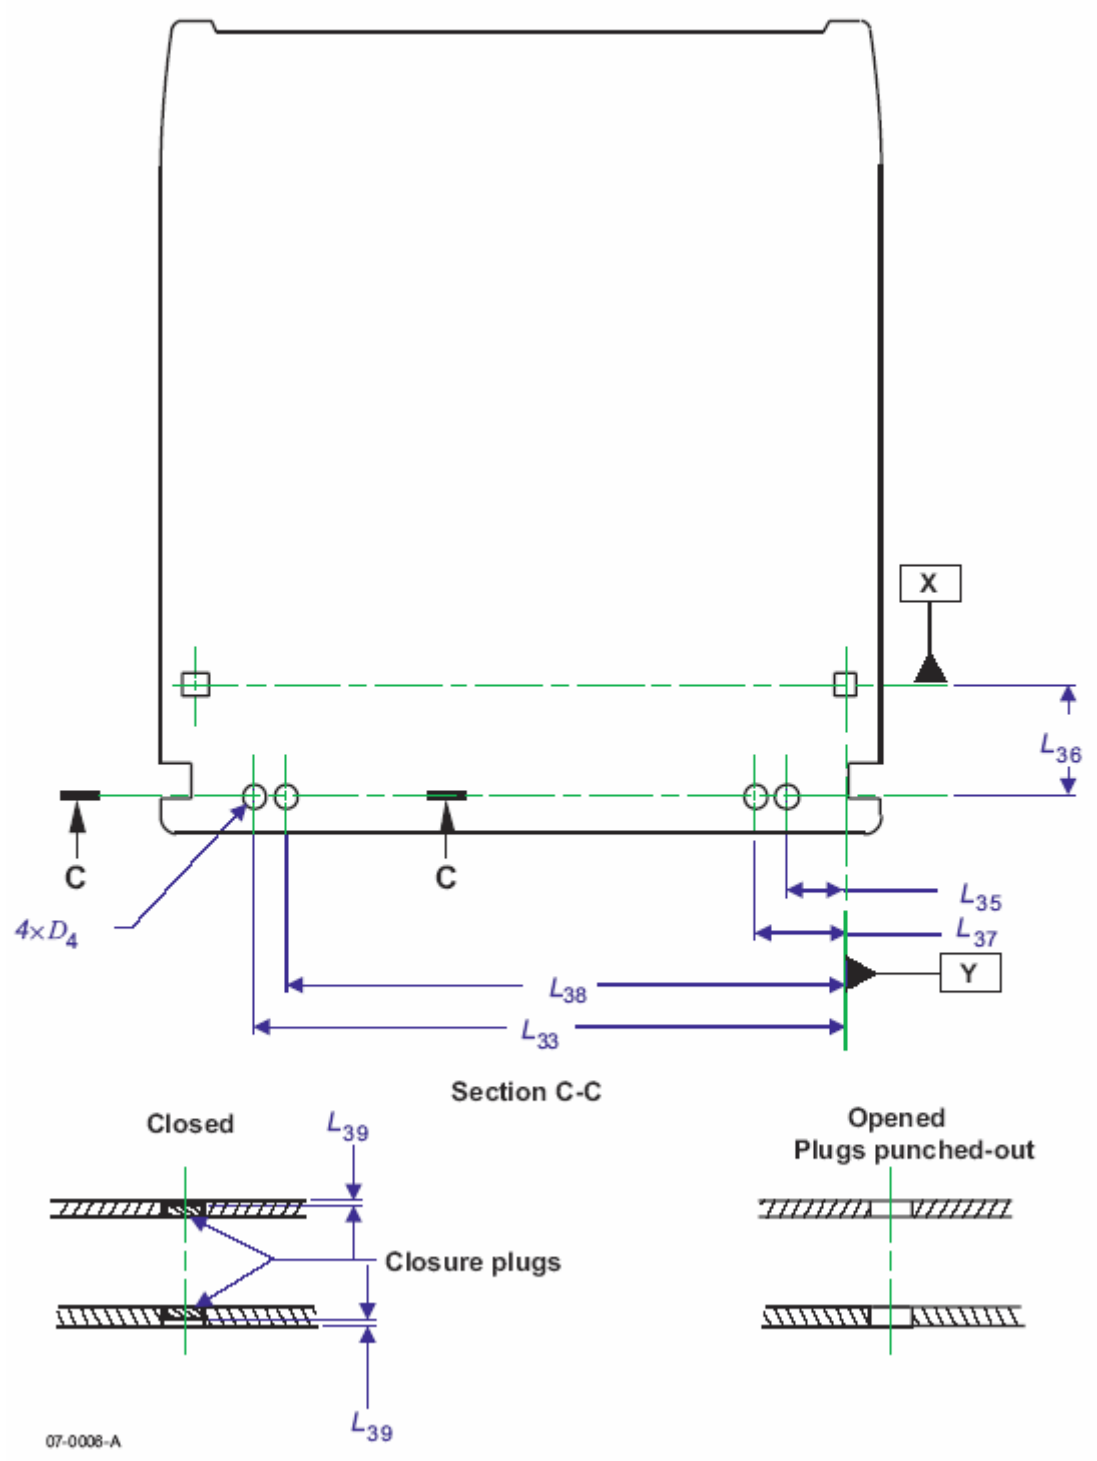 X
L36
C
C
4×D4
L35
L37
Y
L38
L33
Section C-C
Closed
L39
Opened
Plugs punched-out
Closure plugs
L39
07-0006-A